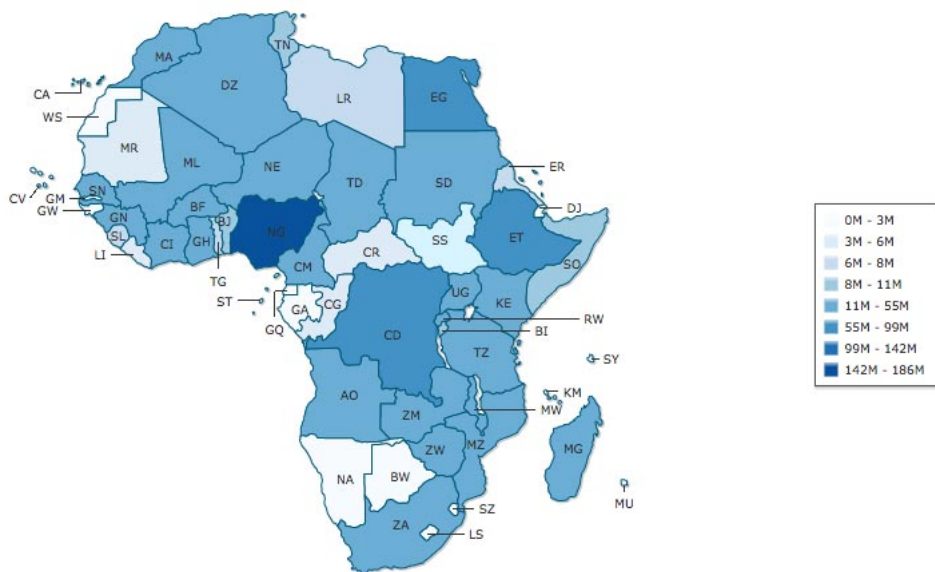 TN
MA
DZ
LR
EG
CA
WS
MR
ML
NE
TD
SD
ER
CV
SN
GM
GW
GN
BF
BJ
NG
DJ
SL
CI
GH
LI
TG
CM
CR
SS
ET
SO
ST
GQ
GA
CG
CD
UG
KE
RW
BI
TZ
SY
AO
ZM
KM
MW
MZ
ZW
MG
NA
BW
MU
ZA
SZ
LS
0M - 3M
3M - 6M
6M - 8M
8M - 11M
11M - 55M
55M - 99M
99M - 142M
142M - 186M